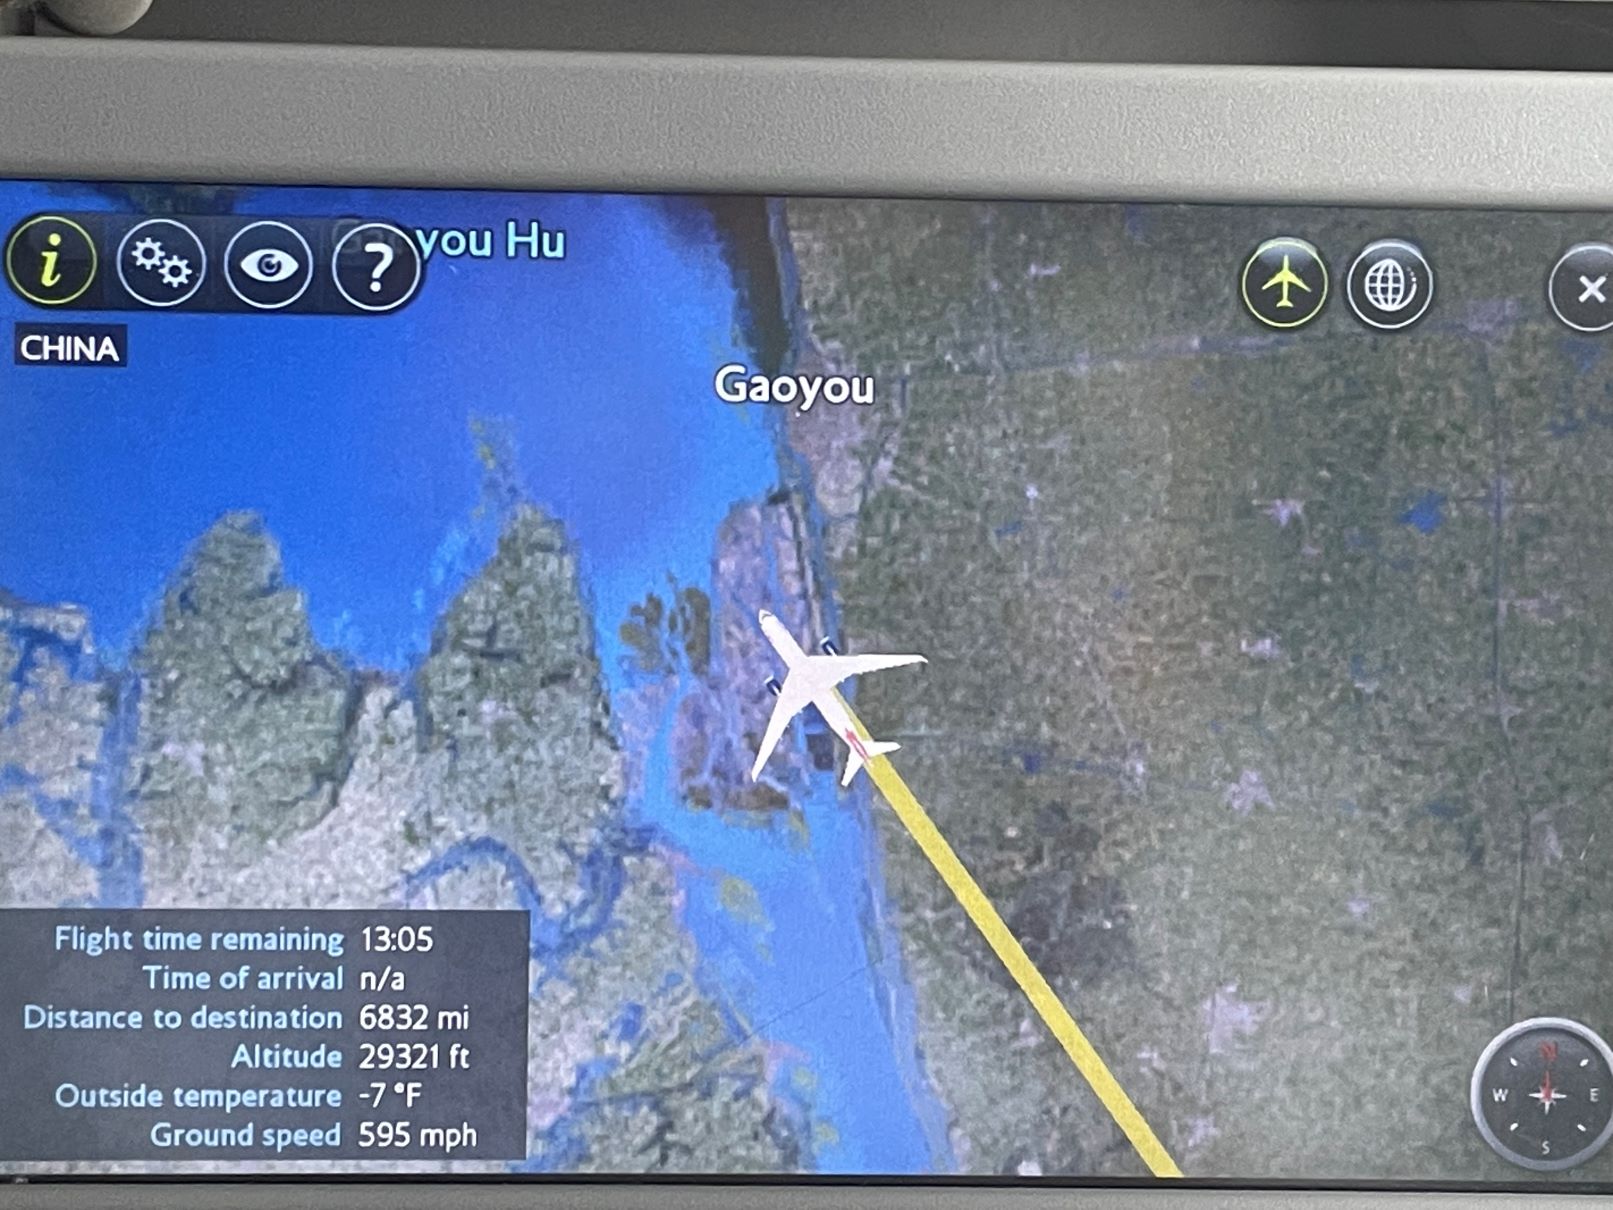 i
?
you Hu
CHINA
Gaoyou
Flight time remaining 13:05
Time of arrival n/a
Distance to destination 6832 mi
Altitude 29321 ft
Outside temperature -7 °F
Ground speed 595 mph
N
W E
S